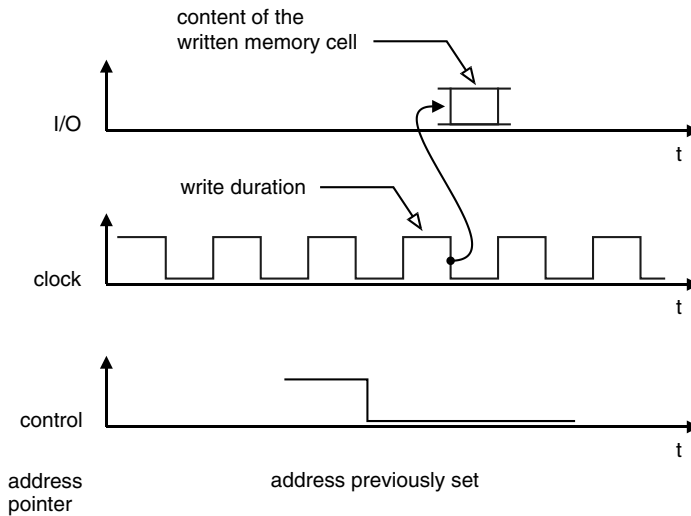 content of the
written memory cell
I/O
t
write duration
clock
t
control
t
address
pointer
address previously set